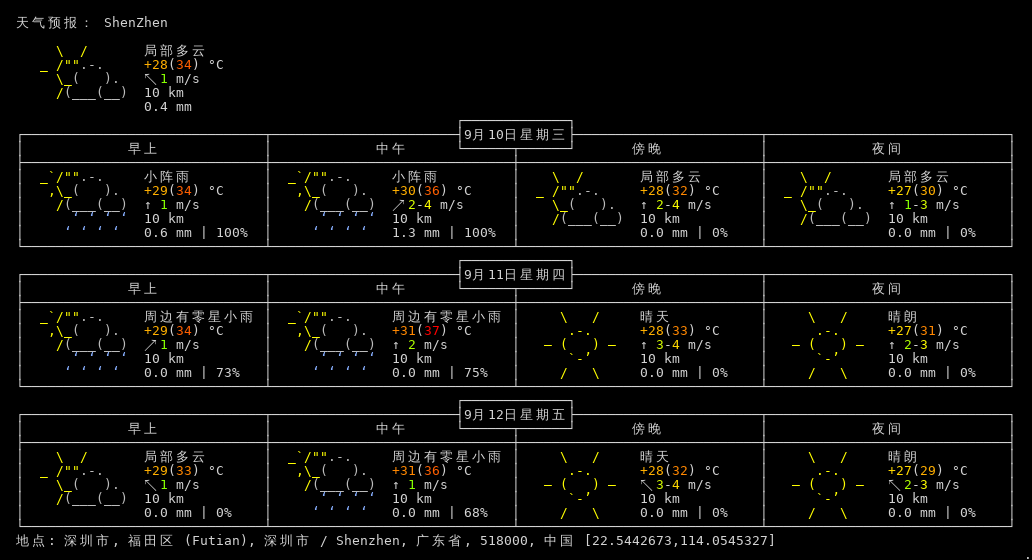 天气预报： ShenZhen
局部多云
+28(34) °C
↖1 m/s
10 km
0.4 mm
9月10日星期三
早上 中午 傍晚 夜间
小阵雨 小阵雨 局部多云 局部多云
+29(34) °C +30(36) °C +28(32) °C +27(30) °C
↑ 1 m/s ↗2-4 m/s ↑ 2-4 m/s ↑ 1-3 m/s
10 km 10 km 10 km 10 km
0.6 mm | 100% 1.3 mm | 100% 0.0 mm | 0% 0.0 mm | 0%
9月11日星期四
早上 中午 傍晚 夜间
周边有零星小雨 周边有零星小雨 晴天 晴朗
+29(34) °C +31(37) °C +28(33) °C +27(31) °C
↗1 m/s ↑ 2 m/s ↑ 3-4 m/s ↑ 2-3 m/s
10 km 10 km 10 km 10 km
0.0 mm | 73% 0.0 mm | 75% 0.0 mm | 0% 0.0 mm | 0%
9月12日星期五
早上 中午 傍晚 夜间
局部多云 周边有零星小雨 晴天 晴朗
+29(33) °C +31(36) °C +28(32) °C +27(29) °C
↖1 m/s ↑ 1 m/s ↖3-4 m/s ↖2-3 m/s
10 km 10 km 10 km 10 km
0.0 mm | 0% 0.0 mm | 68% 0.0 mm | 0% 0.0 mm | 0%
地点: 深圳市, 福田区 (Futian), 深圳市 / Shenzhen, 广东省, 518000, 中国 [22.5442673,114.0545327]